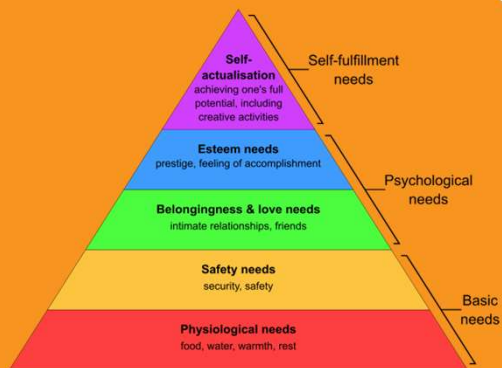 Self-
actualisation
achieving one's full
potential, including
creative activities
Self-fulfillment
needs
Esteem needs
prestige, feeling of accomplishment
Psychological
needs
Belongingness & love needs
intimate relationships, friends
Safety needs
security, safety
Basic
needs
Physiological needs
food, water, warmth, rest